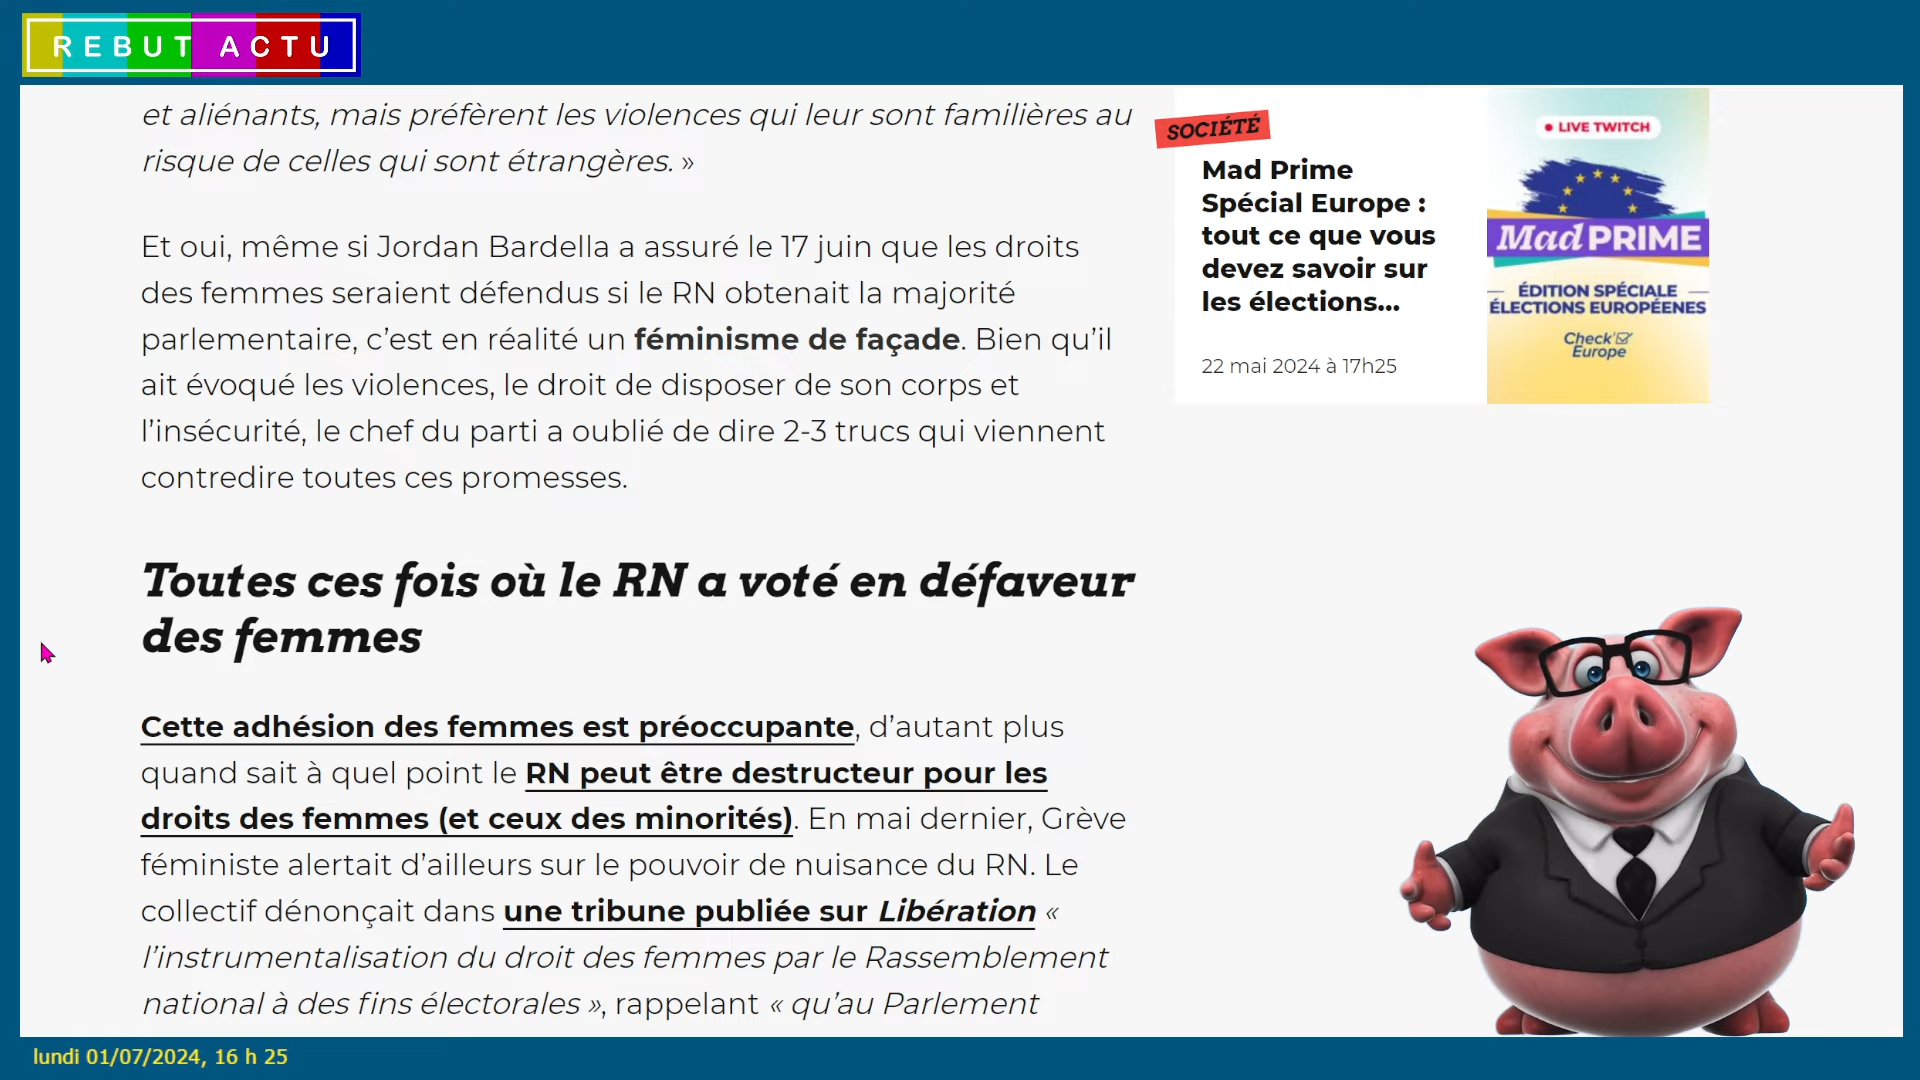 REBUT ACTU
et aliénants, mais préfèrent les violences qui leur sont familières au
risque de celles qui sont étrangères. »
Et oui, même si Jordan Bardella a assuré le 17 juin que les droits
des femmes seraient défendus si le RN obtenait la majorité
parlementaire, c’est en réalité un féminisme de façade. Bien qu’il
ait évoqué les violences, le droit de disposer de son corps et
l’insécurité, le chef du parti a oublié de dire 2-3 trucs qui viennent
contredire toutes ces promesses.
Toutes ces fois où le RN a voté en défaveur
des femmes
Cette adhésion des femmes est préoccupante, d’autant plus
quand sait à quel point le RN peut être destructeur pour les
droits des femmes (et ceux des minorités). En mai dernier, Grève
féministe alertait d’ailleurs sur le pouvoir de nuisance du RN. Le
collectif dénonçait dans une tribune publiée sur Libération «
l’instrumentalisation du droit des femmes par le Rassemblement
national à des fins électorales », rappelant « qu’au Parlement
SOCIÉTÉ
Mad Prime
Spécial Europe :
tout ce que vous
devez savoir sur
les élections...
22 mai 2024 à 17h25
LIVE TWITCH
Mad PRIME
ÉDITION SPÉCIALE
ÉLECTIONS EUROPÉENES
Check'
Europe
lundi 01/07/2024, 16 h 25